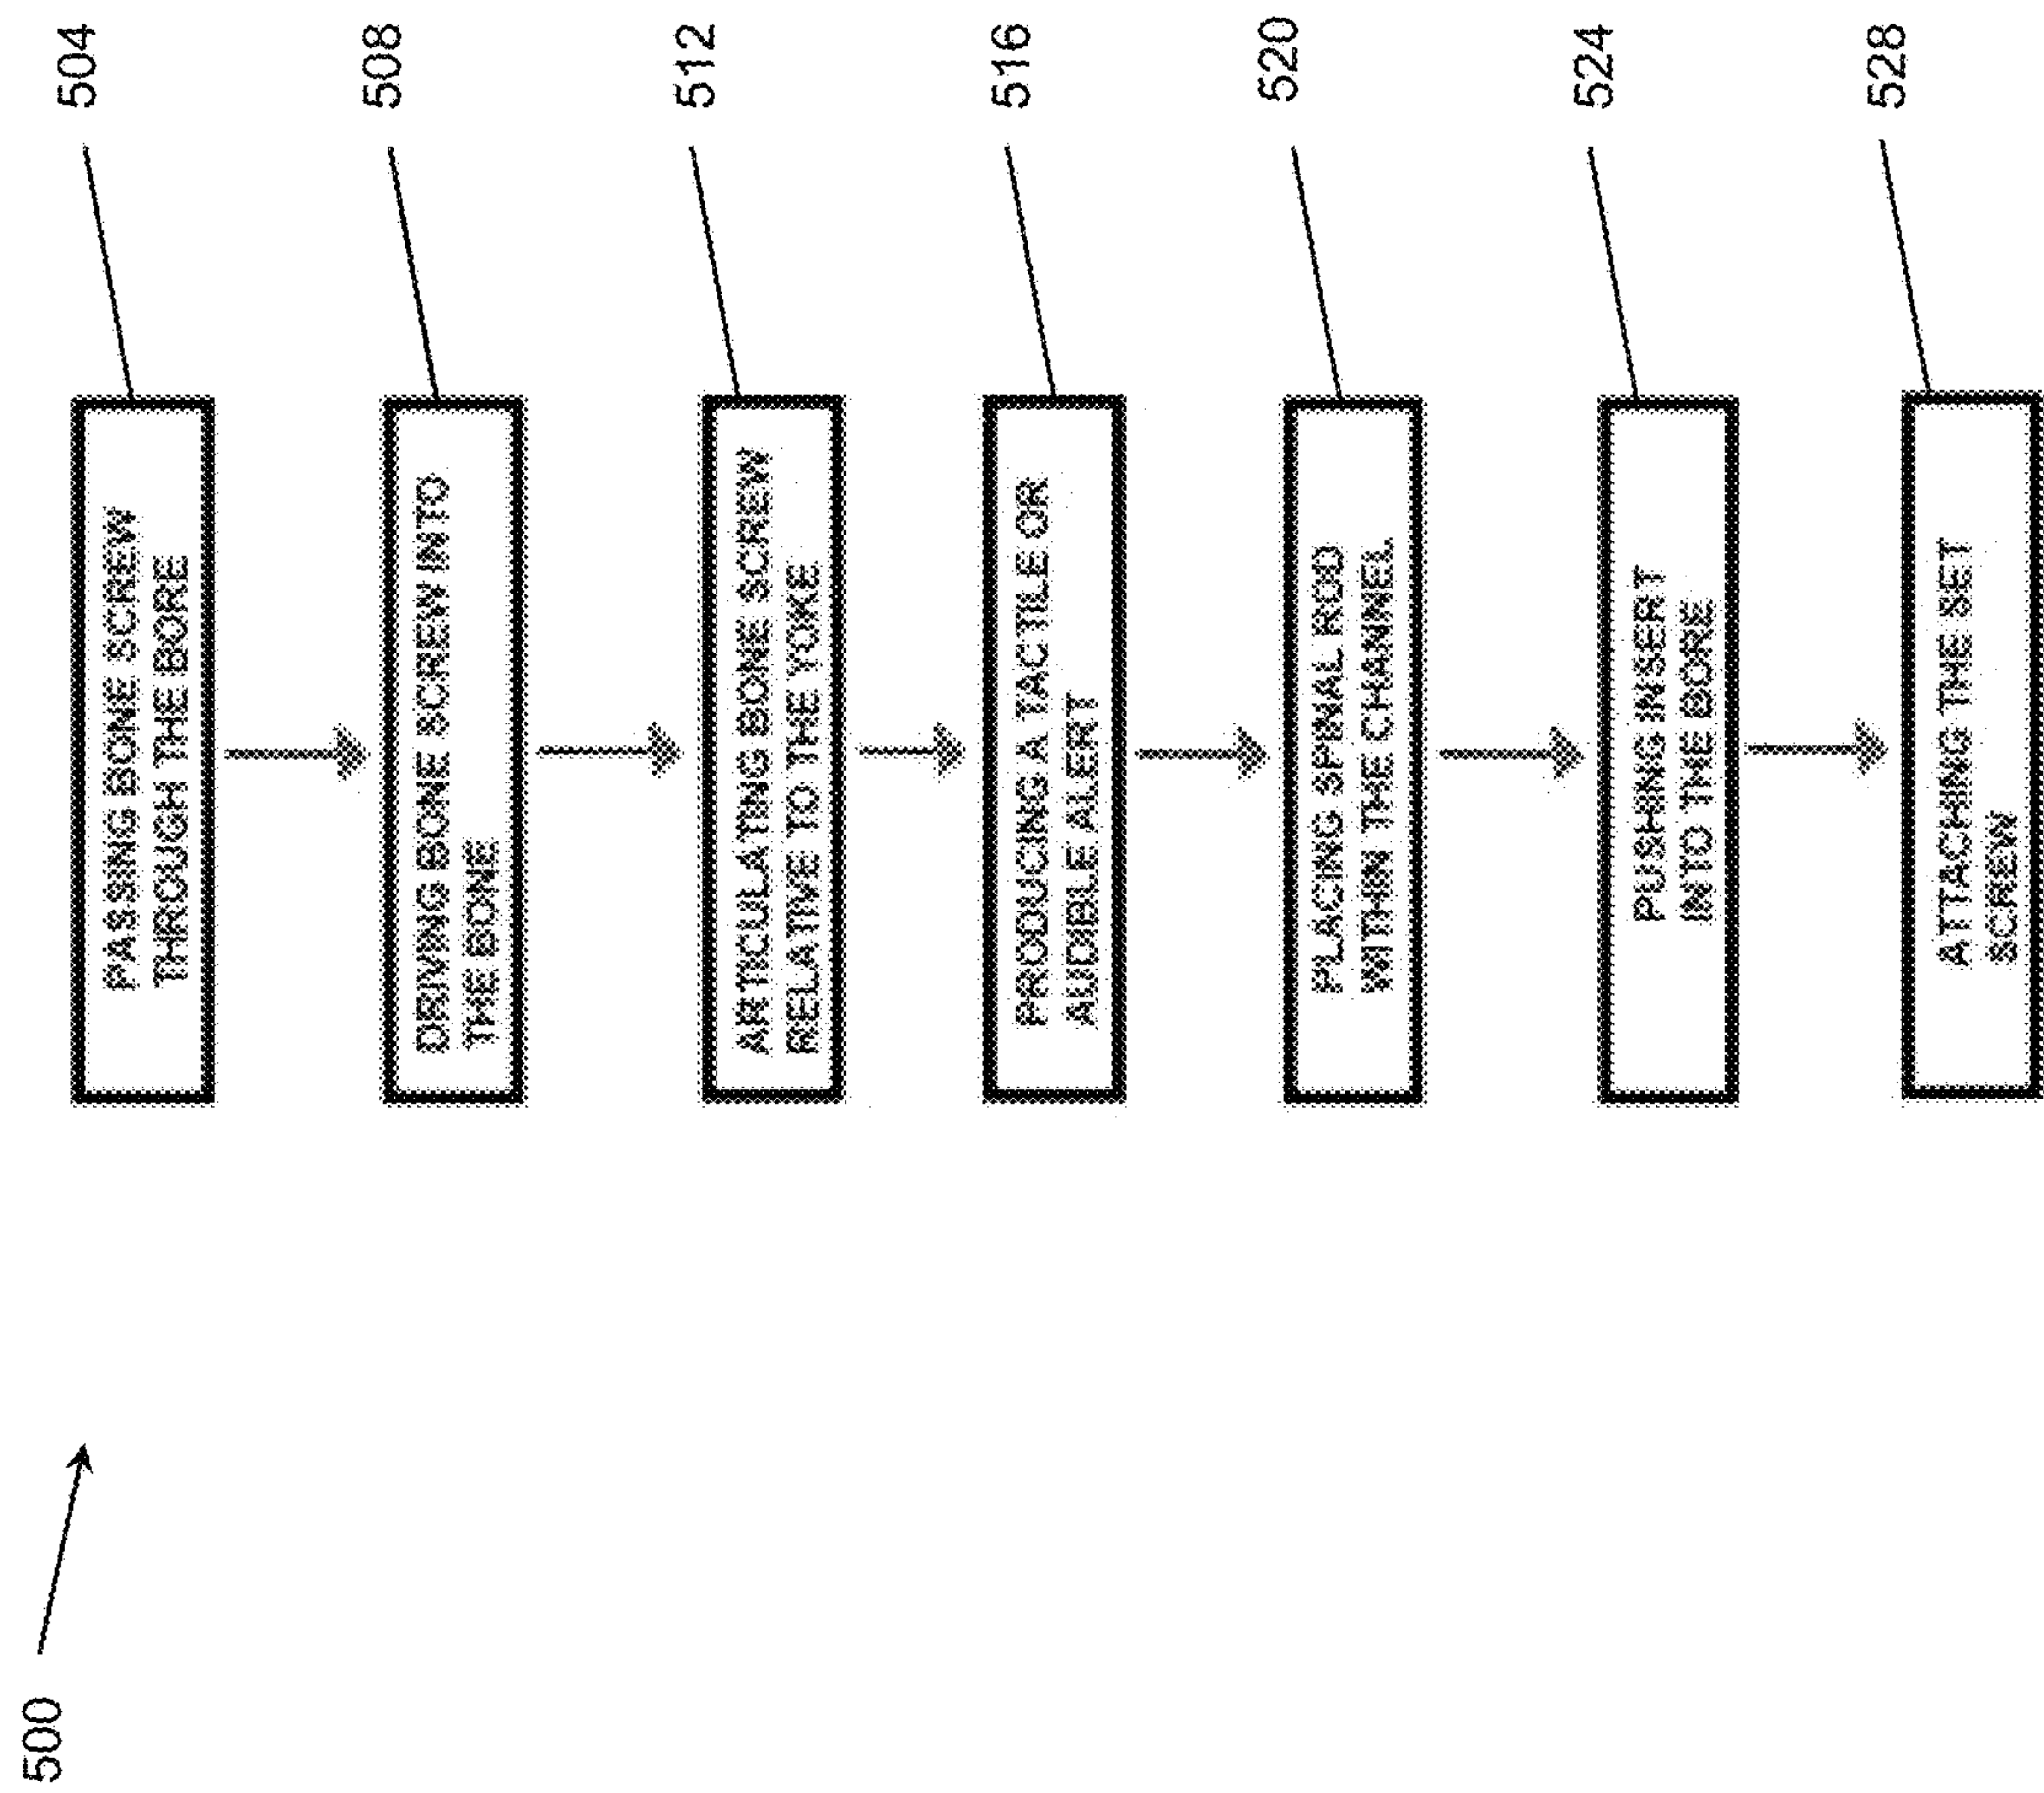 500
PASSING BONE SCREW
THROUGH THE BORE
504
DRIVING BONE SCREW INTO
THE BONE
508
ARTICULATING BONE SCREW
RELATIVE TO THE YOKE
512
PRODUCING A TACTILE OR
AUDIBLE ALERT
516
PLACING SPINAL ROD
WITHIN THE CHANNEL
520
PUSHING INSERT
INTO THE BORE
524
ATTACHING THE SET
SCREW
528